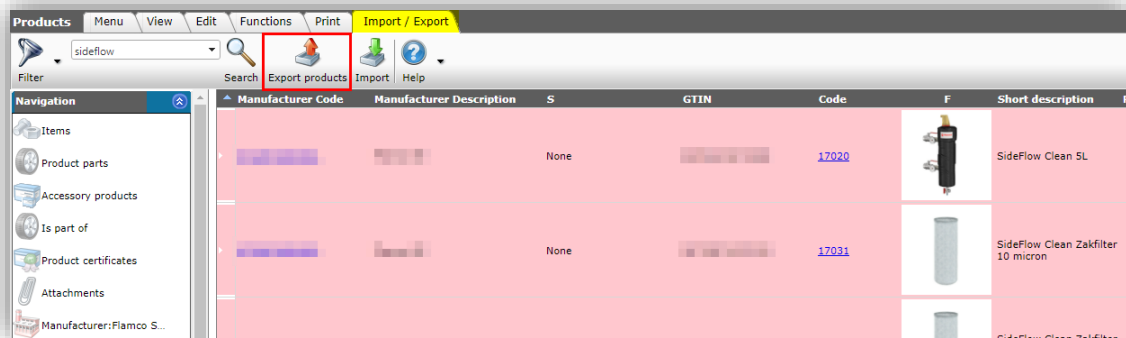 Products Menu View Edit Functions Print Import / Export
sideflow
Filter Search Export products Import Help
Navigation
Items
Product parts
Accessory products
Is part of
Product certificates
Attachments
Manufacturer:Flamco S...
Manufacturer Code Manufacturer Description S GTIN Code F Short description
None 17020 SideFlow Clean 5L
None 17031 SideFlow Clean Zakfilter
10 micron
SideFlow Clean Zakfilter